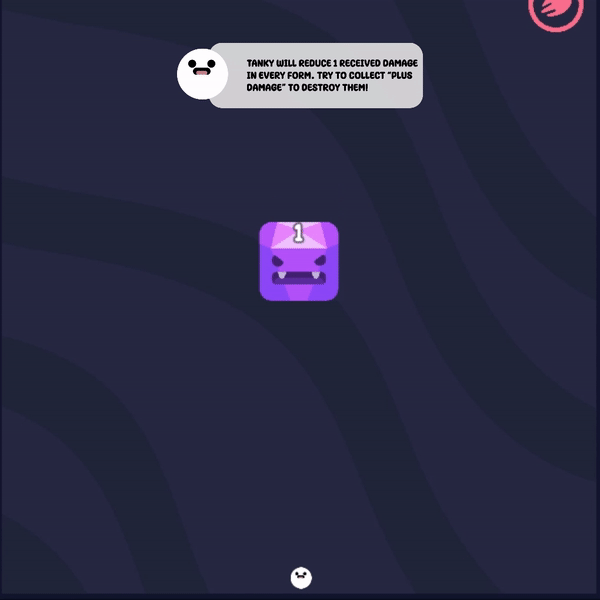 TANKY WILL REDUCE 1 RECEIVED DAMAGE
IN EVERY FORM. TRY TO COLLECT "PLUS
DAMAGE" TO DESTROY THEM!
1